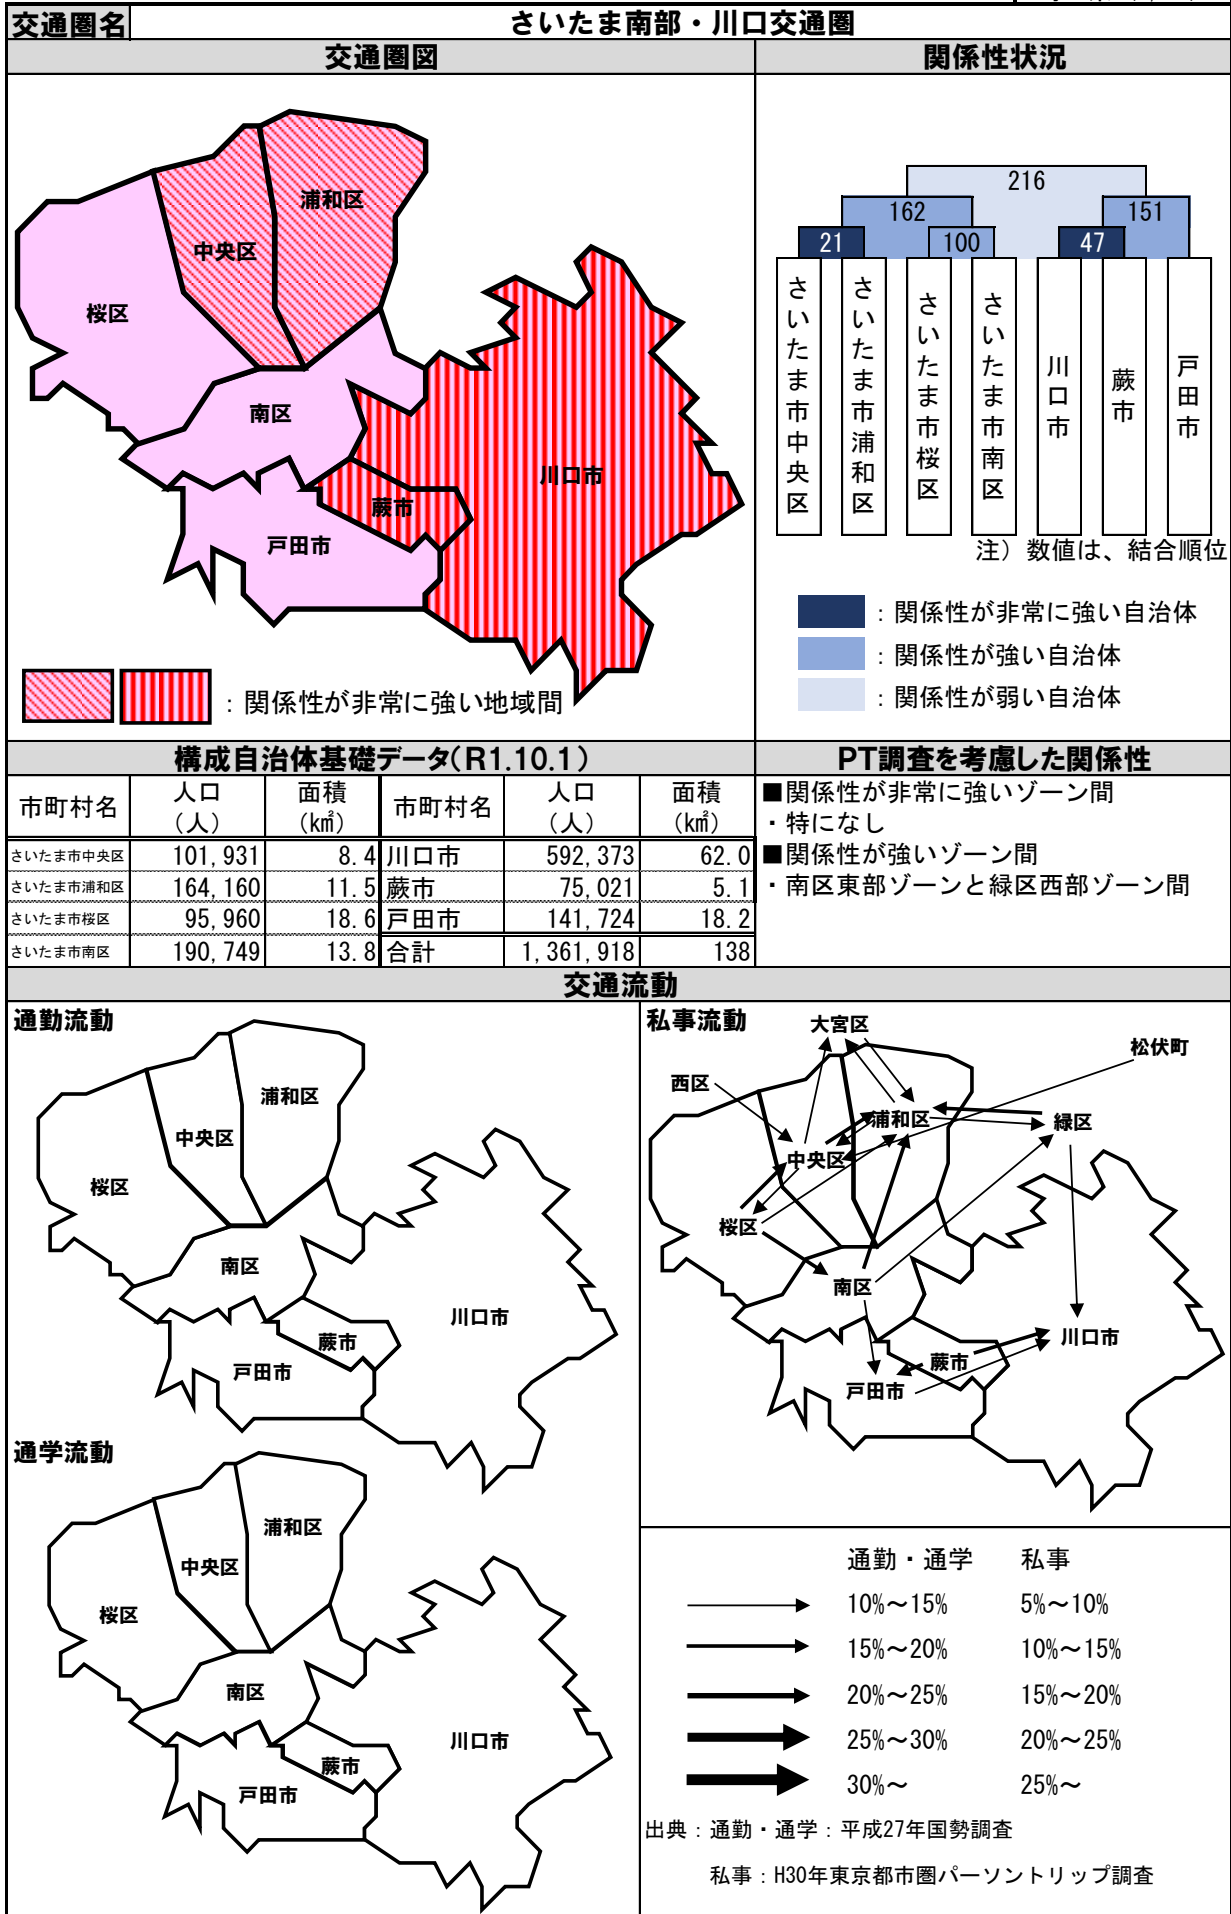 交通圏名
さいたま南部・川口交通圏
交通圏図
関係性状況
浦和区
中央区
桜区
南区
川口市
蕨市
戸田市
：関係性が非常に強い地域間
216
162
151
21
100
47
さいたま市中央区
さいたま市浦和区
さいたま市桜区
さいたま市南区
川口市
蕨市
戸田市
注）数値は、結合順位
：関係性が非常に強い自治体
：関係性が強い自治体
：関係性が弱い自治体
構成自治体基礎データ(R1.10.1)
市町村名 人口（人） 面積（㎢） 市町村名 人口（人） 面積（㎢）
さいたま市中央区 101,931 8.4 川口市 592,373 62.0
さいたま市浦和区 164,160 11.5 蕨市 75,021 5.1
さいたま市桜区 95,960 18.6 戸田市 141,724 18.2
さいたま市南区 190,749 13.8 合計 1,361,918 138
PT調査を考慮した関係性
■関係性が非常に強いゾーン間
・特になし
■関係性が強いゾーン間
・南区東部ゾーンと緑区西部ゾーン間
交通流動
通勤流動
浦和区
中央区
桜区
南区
川口市
蕨市
戸田市
通学流動
浦和区
中央区
桜区
南区
川口市
蕨市
戸田市
私事流動
大宮区
松伏町
西区
浦和区
緑区
中央区
桜区
南区
川口市
蕨市
戸田市
通勤・通学 私事
10%～15% 5%～10%
15%～20% 10%～15%
20%～25% 15%～20%
25%～30% 20%～25%
30%～ 25%～
出典：通勤・通学：平成27年国勢調査
私事：H30年東京都市圏パーソントリップ調査